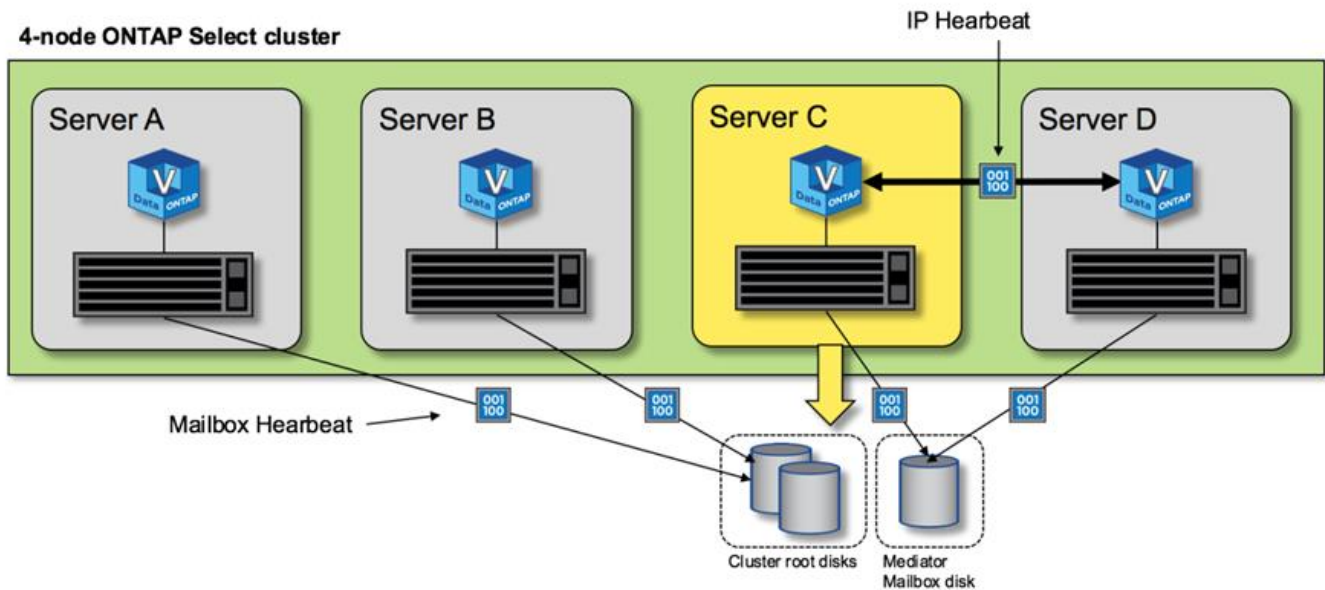 IP Hearbeat
4-node ONTAP Select cluster
Server A
Server B
Server C
Server D
V
Data ONTAP
V
Data ONTAP
V
Data ONTAP
V
Data ONTAP
001
100
001
100
001
100
001
100
001
100
Mailbox Hearbeat
Cluster root disks
Mediator
Mailbox disk